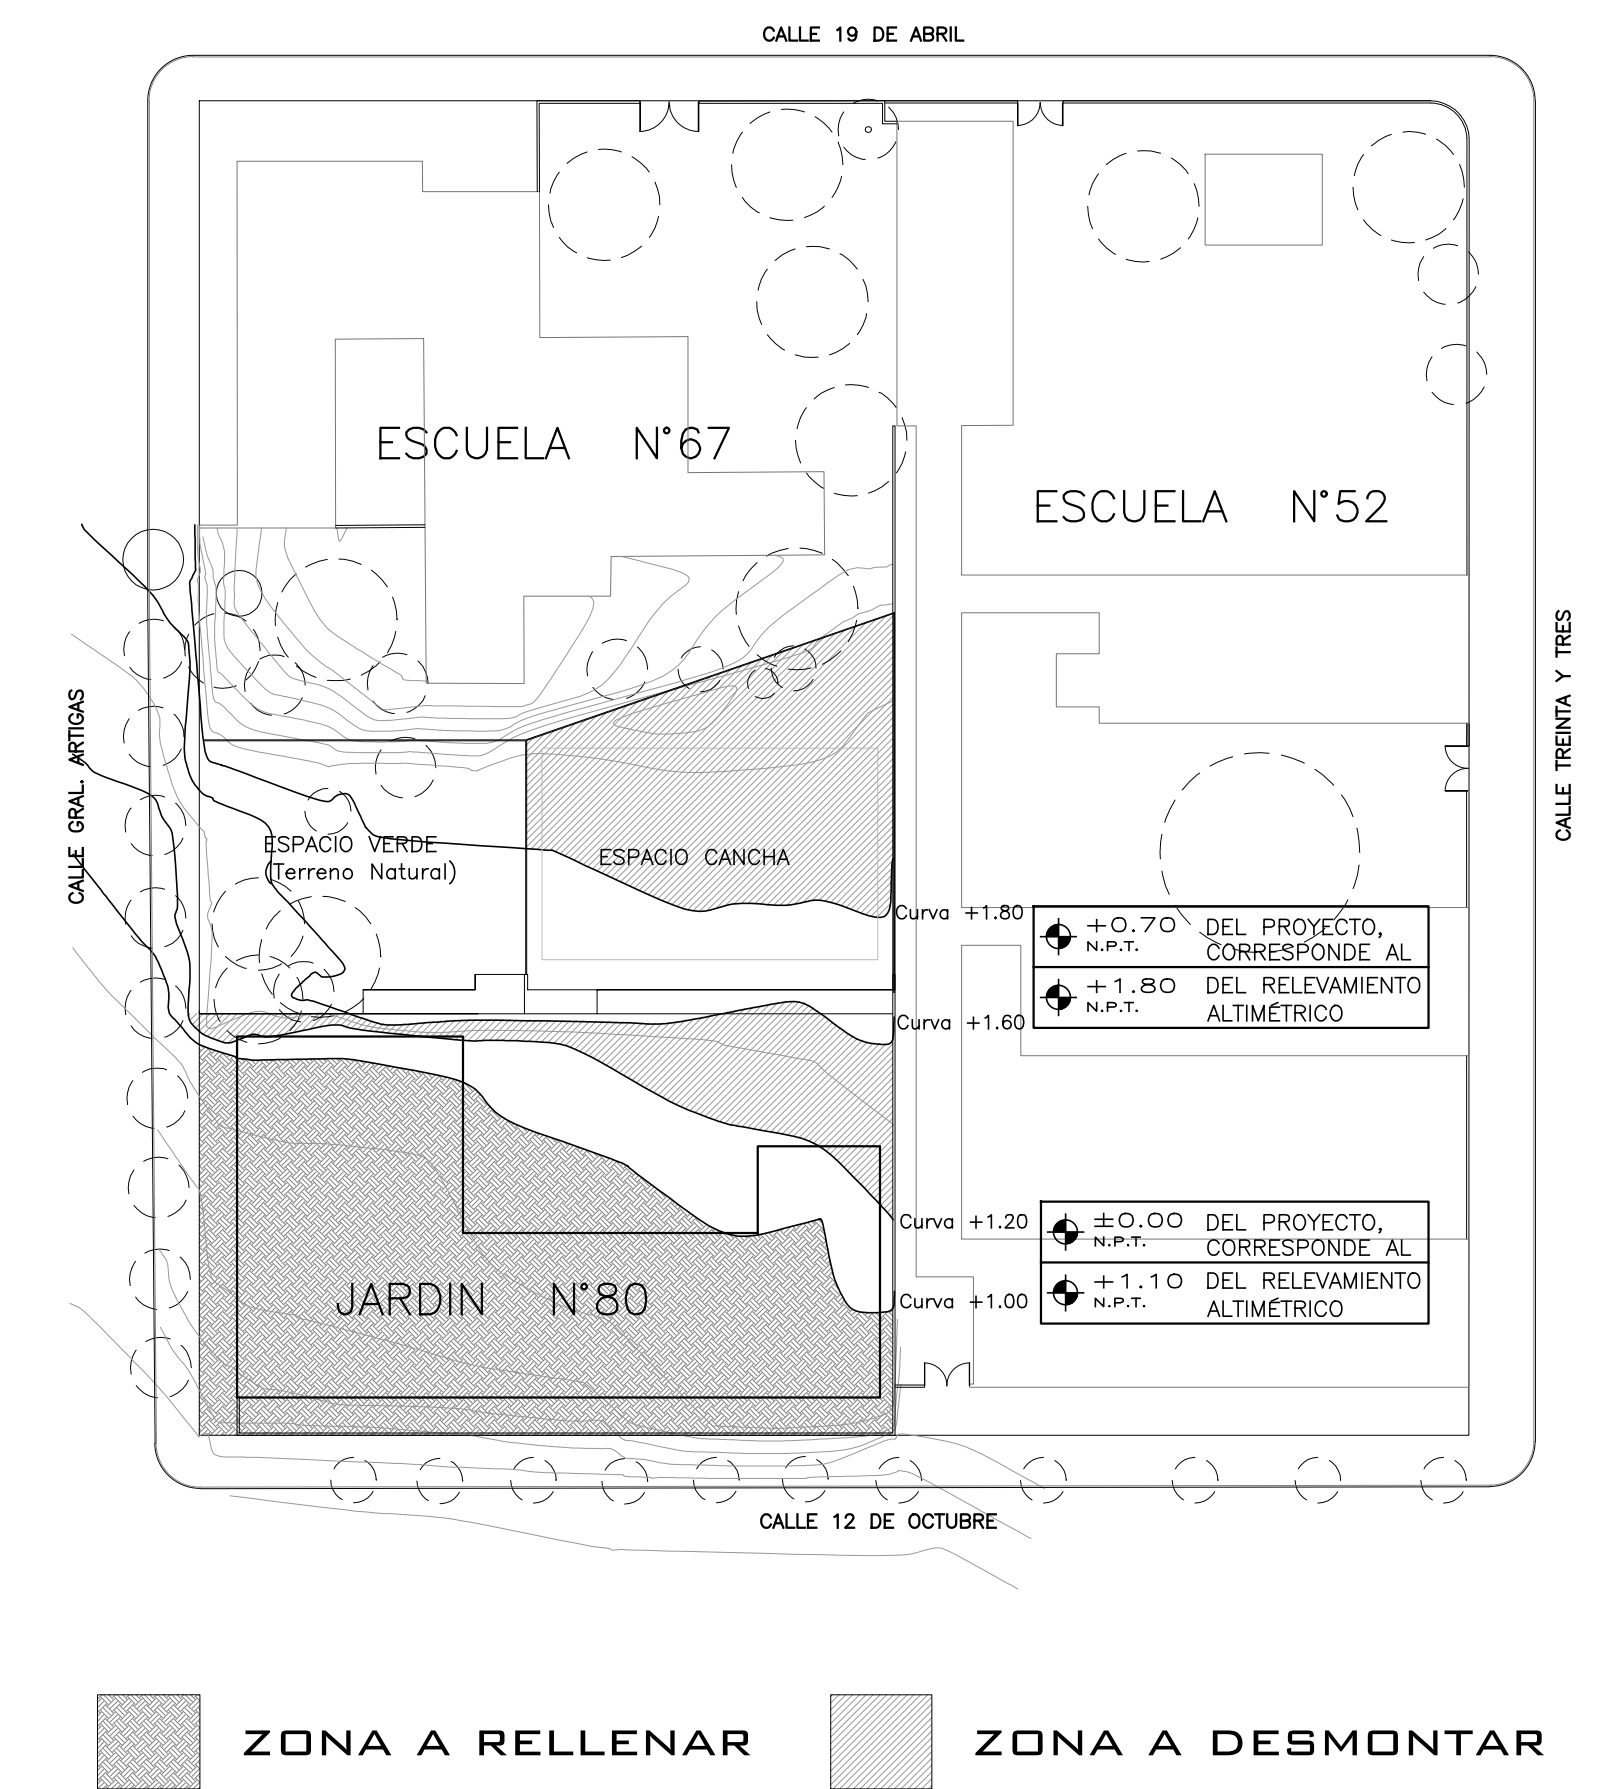 CALLE 19 DE ABRIL
ESCUELA N°67
ESCUELA N°52
CALLE GRAL. ARTIGAS
CALLE TREINTA Y TRES
ESPACIO VERDE
(Terreno Natural)
ESPACIO CANCHA
Curva +1.80
+0.70 DEL PROYECTO,
N.P.T. CORRESPONDE AL
+1.80 DEL RELEVAMIENTO
N.P.T. ALTIMÉTRICO
Curva +1.60
Curva +1.20
±0.00 DEL PROYECTO,
N.P.T. CORRESPONDE AL
+1.10 DEL RELEVAMIENTO
N.P.T. ALTIMÉTRICO
Curva +1.00
JARDIN N°80
CALLE 12 DE OCTUBRE
ZONA A RELLENAR
ZONA A DESMONTAR